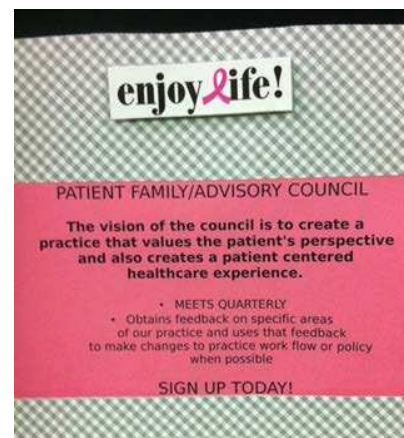 enjoy life!
PATIENT FAMILY/ADVISORY COUNCIL
The vision of the council is to create a
practice that values the patient's perspective
and also creates a patient centered
healthcare experience.
• MEETS QUARTERLY
• Obtains feedback on specific areas
of our practice and uses that feedback
to make changes to practice work flow or policy
when possible
SIGN UP TODAY!